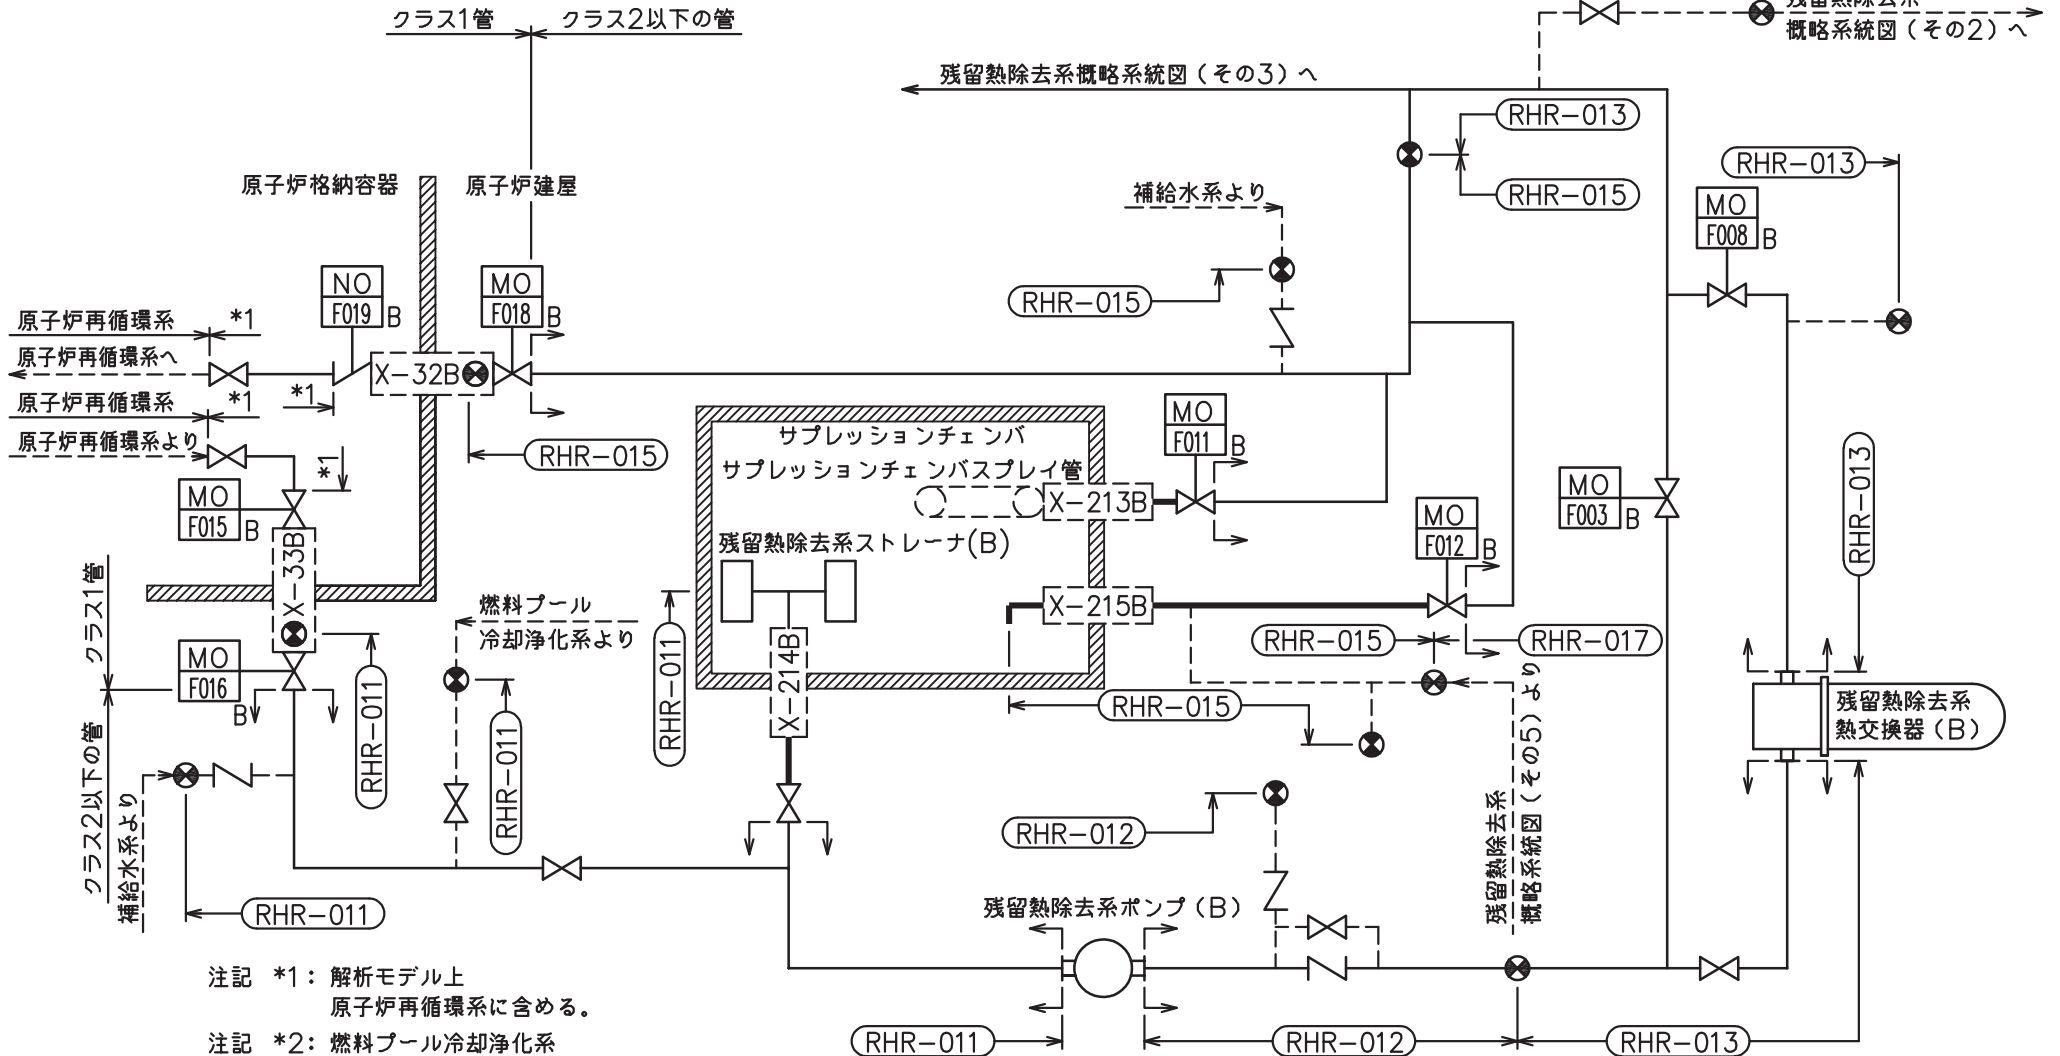 クラス1管
クラス2以下の管
残留熱除去系
概略系統図(その2)へ
残留熱除去系概略系統図(その3)へ
RHR-013
RHR-015
RHR-013
MO
F008
B
原子炉格納容器
原子炉建屋
補給水系より
RHR-015
NO
F019
B
MO
F018
B
原子炉再循環系
*1
原子炉再循環系へ
X-32B
*1
原子炉再循環系
*1
原子炉再循環系より
*1
RHR-015
MO
F015
B
X-33B
サプレッションチェンバ
サプレッションチェンバスプレイ管
X-213B
MO
F011
B
残留熱除去系ストレーナ(B)
X-215B
MO
F012
B
MO
F003
B
RHR-013
クラス1管
クラス2以下の管
MO
F016
B
RHR-011
燃料プール
冷却浄化系より
RHR-011
RHR-011
X-214B
RHR-015
RHR-017
RHR-015
残留熱除去系
熱交換器(B)
補給水系より
RHR-011
RHR-012
残留熱除去系
概略系統図(その5)より
残留熱除去系ポンプ(B)
RHR-011
RHR-012
RHR-013
注記 *1: 解析モデル上
原子炉再循環系に含める。
注記 *2: 燃料プール冷却浄化系